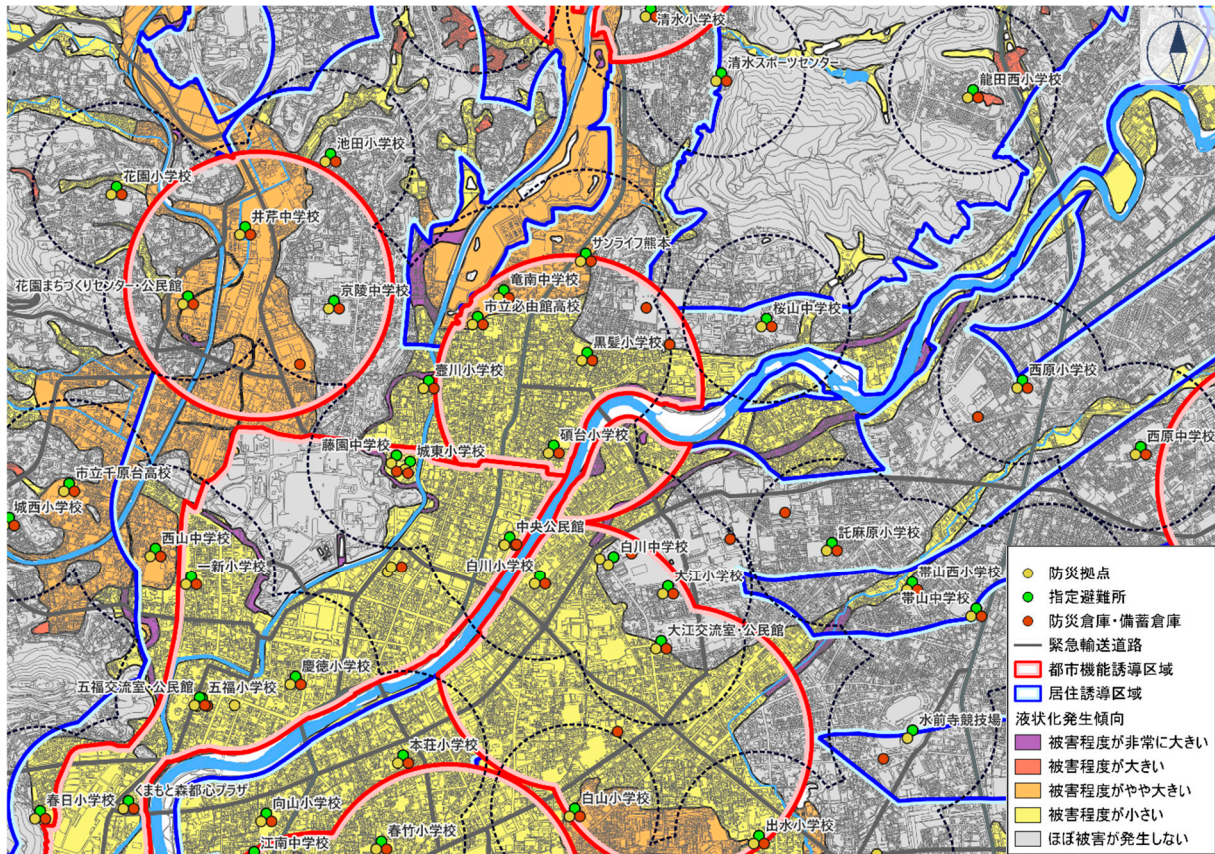 清水小学校
N
清水スポーツセンター
龍田西小学校
池田小学校
花園小学校
井芹中学校
サンライフ熊本
竜南中学校
花園まちづくりセンター・公民館
京陵中学校
市立必由館高校
桜山中学校
黒髪小学校
壺川小学校
西原小学校
碩台小学校
藤園中学校
城東小学校
西原中学校
市立千原台高校
城西小学校
中央公民館
託麻原小学校
西山中学校
白川中学校
一新小学校
白川小学校
大江小学校
帯山西小学校
帯山中学校
大江交流室・公民館
慶徳小学校
五福交流室・公民館
五福小学校
水前寺競技場
本荘小学校
春日小学校
くまもと森都心プラザ
向山小学校
白山小学校
江南中学校
春竹小学校
出水小学校
防災拠点
指定避難所
防災倉庫・備蓄倉庫
緊急輸送道路
都市機能誘導区域
居住誘導区域
液状化発生傾向
被害程度が非常に大きい
被害程度が大きい
被害程度がやや大きい
被害程度が小さい
ほぼ被害が発生しない